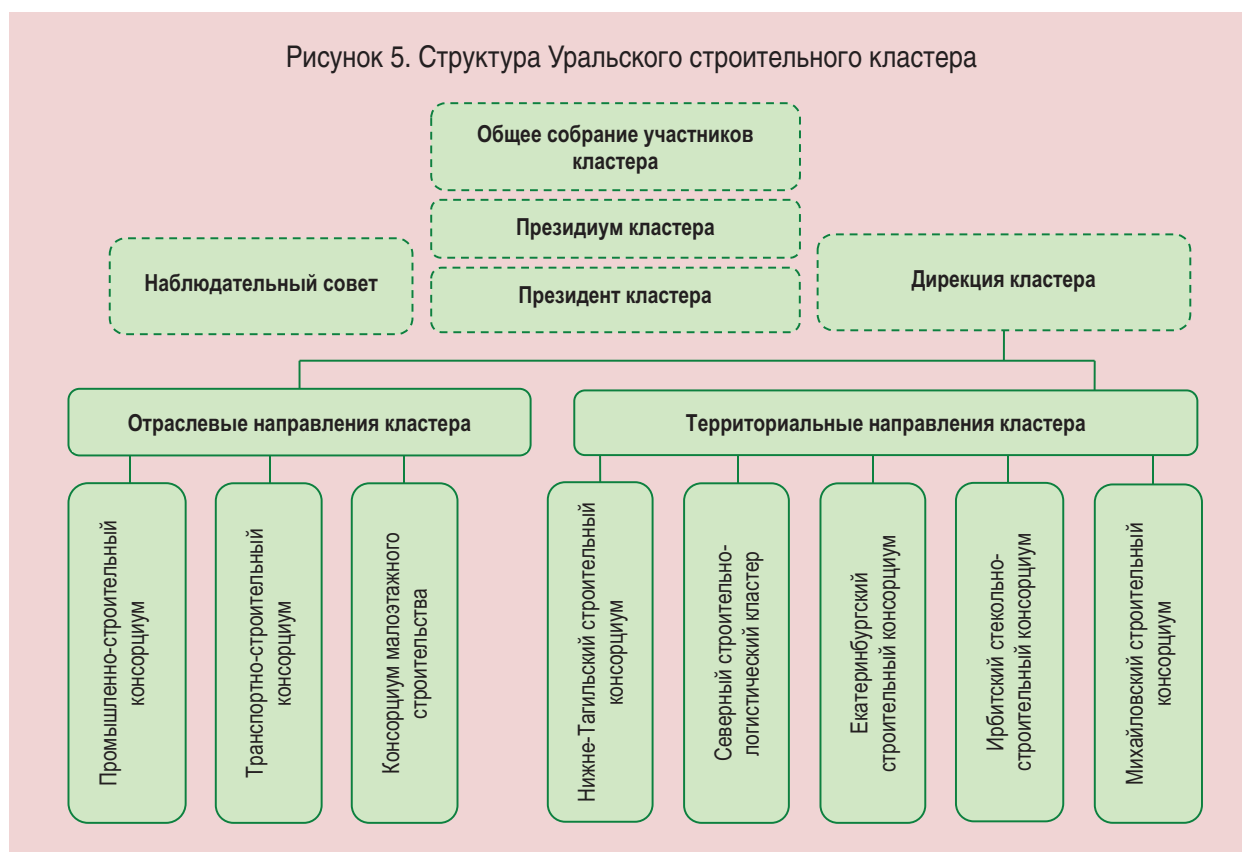 Рисунок 5. Структура Уральского строительного кластера
Общее собрание участников
кластера
Президиум кластера
Наблюдательный совет
Президент кластера
Дирекция кластера
Отраслевые направления кластера
Территориальные направления кластера
Промышленно-строительный
консорциум
Транспортно-строительный
консорциум
Консорциум малоэтажного
строительства
Нижне-Тагильский строительный
консорциум
Северный строительно-
логистический кластер
Екатеринбургский
строительный консорциум
Ирбитский стекольно-
строительный консорциум
Михайловский строительный
консорциум